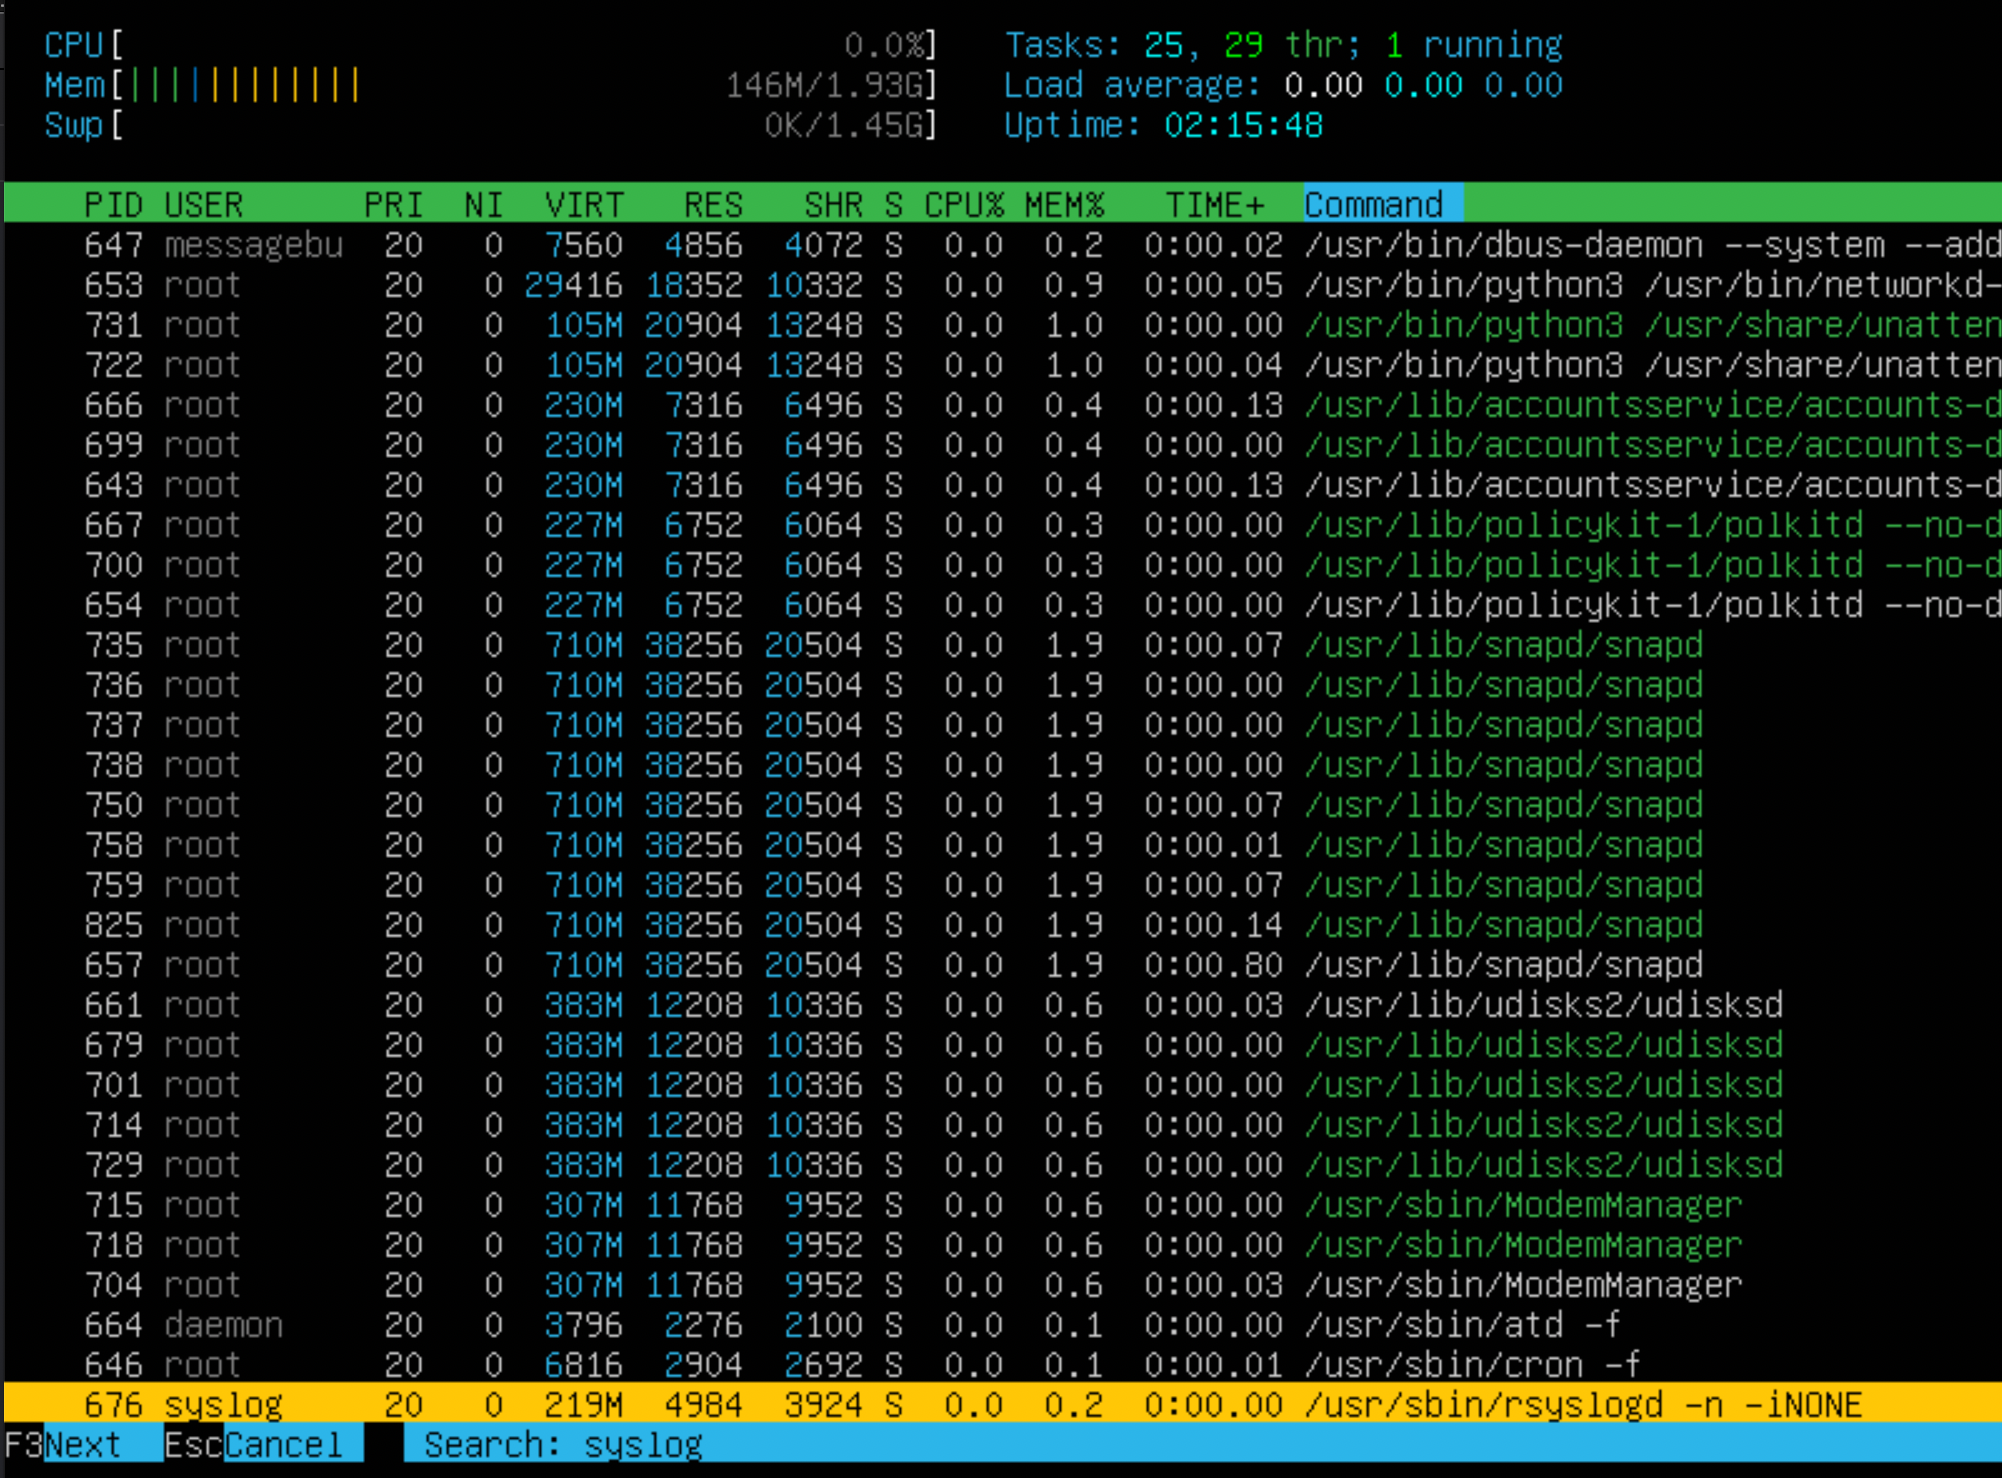 CPU[ 0.0%] Tasks: 25, 29 thr; 1 running
Mem[||||||||||||| 146M/1.93G] Load average: 0.00 0.00 0.00
Swp[ 0K/1.45G] Uptime: 02:15:48
PID USER PRI NI VIRT RES SHR S CPU% MEM% TIME+ Command
647 messagebu 20 0 7560 4856 4072 S 0.0 0.2 0:00.02 /usr/bin/dbus-daemon --system --add
653 root 20 0 29416 18352 10332 S 0.0 0.9 0:00.05 /usr/bin/python3 /usr/bin/networkd-
731 root 20 0 105M 20904 13248 S 0.0 1.0 0:00.00 /usr/bin/python3 /usr/share/unatten
722 root 20 0 105M 20904 13248 S 0.0 1.0 0:00.04 /usr/bin/python3 /usr/share/unatten
666 root 20 0 230M 7316 6496 S 0.0 0.4 0:00.13 /usr/lib/accountsservice/accounts-d
699 root 20 0 230M 7316 6496 S 0.0 0.4 0:00.00 /usr/lib/accountsservice/accounts-d
643 root 20 0 230M 7316 6496 S 0.0 0.4 0:00.13 /usr/lib/accountsservice/accounts-d
667 root 20 0 227M 6752 6064 S 0.0 0.3 0:00.00 /usr/lib/policykit-1/polkitd --no-d
700 root 20 0 227M 6752 6064 S 0.0 0.3 0:00.00 /usr/lib/policykit-1/polkitd --no-d
654 root 20 0 227M 6752 6064 S 0.0 0.3 0:00.00 /usr/lib/policykit-1/polkitd --no-d
735 root 20 0 710M 38256 20504 S 0.0 1.9 0:00.07 /usr/lib/snapd/snapd
736 root 20 0 710M 38256 20504 S 0.0 1.9 0:00.00 /usr/lib/snapd/snapd
737 root 20 0 710M 38256 20504 S 0.0 1.9 0:00.00 /usr/lib/snapd/snapd
738 root 20 0 710M 38256 20504 S 0.0 1.9 0:00.00 /usr/lib/snapd/snapd
750 root 20 0 710M 38256 20504 S 0.0 1.9 0:00.07 /usr/lib/snapd/snapd
758 root 20 0 710M 38256 20504 S 0.0 1.9 0:00.01 /usr/lib/snapd/snapd
759 root 20 0 710M 38256 20504 S 0.0 1.9 0:00.07 /usr/lib/snapd/snapd
825 root 20 0 710M 38256 20504 S 0.0 1.9 0:00.14 /usr/lib/snapd/snapd
657 root 20 0 710M 38256 20504 S 0.0 1.9 0:00.80 /usr/lib/snapd/snapd
661 root 20 0 383M 12208 10336 S 0.0 0.6 0:00.03 /usr/lib/udisks2/udisksd
679 root 20 0 383M 12208 10336 S 0.0 0.6 0:00.00 /usr/lib/udisks2/udisksd
701 root 20 0 383M 12208 10336 S 0.0 0.6 0:00.00 /usr/lib/udisks2/udisksd
714 root 20 0 383M 12208 10336 S 0.0 0.6 0:00.00 /usr/lib/udisks2/udisksd
729 root 20 0 383M 12208 10336 S 0.0 0.6 0:00.00 /usr/lib/udisks2/udisksd
715 root 20 0 307M 11768 9952 S 0.0 0.6 0:00.00 /usr/sbin/ModemManager
718 root 20 0 307M 11768 9952 S 0.0 0.6 0:00.00 /usr/sbin/ModemManager
704 root 20 0 307M 11768 9952 S 0.0 0.6 0:00.03 /usr/sbin/ModemManager
664 daemon 20 0 3796 2276 2100 S 0.0 0.1 0:00.00 /usr/sbin/atd -f
646 root 20 0 6816 2904 2692 S 0.0 0.1 0:00.01 /usr/sbin/cron -f
676 syslog 20 0 219M 4984 3924 S 0.0 0.2 0:00.00 /usr/sbin/rsyslogd -n -iNONE
F3Next EscCancel Search: syslog